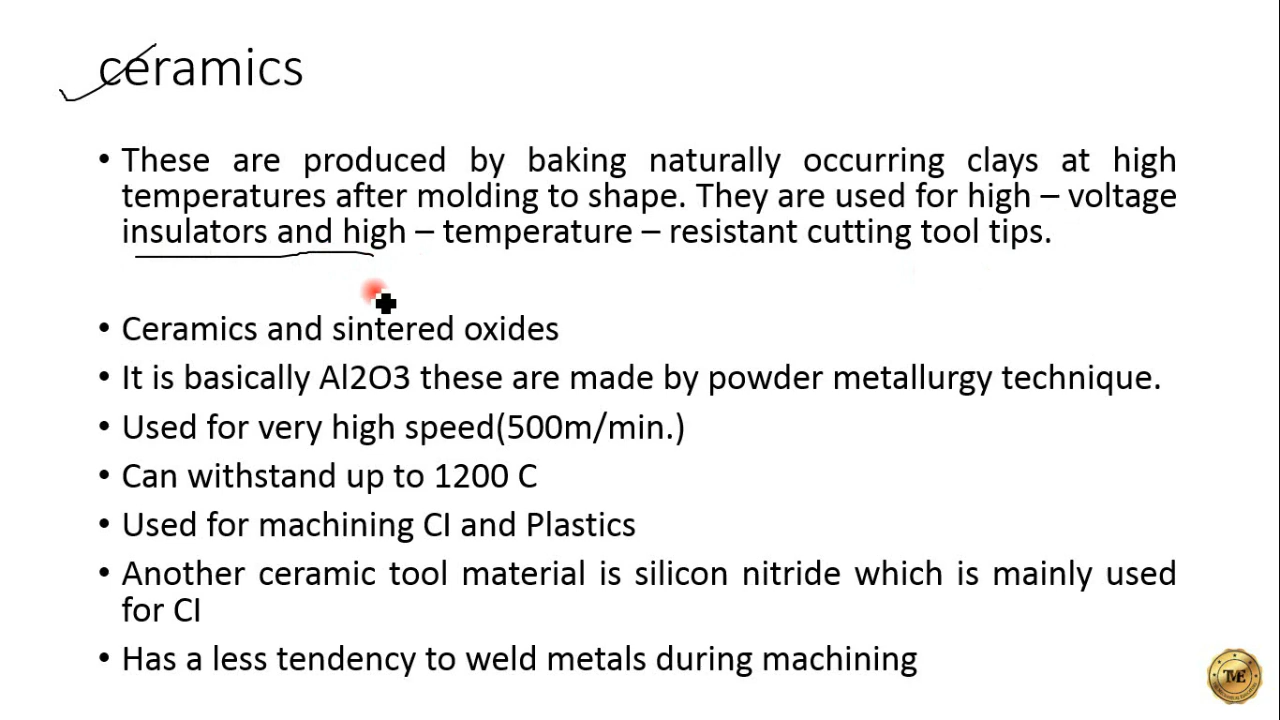 ceramics
• These are produced by baking naturally occurring clays at high
temperatures after molding to shape. They are used for high – voltage
insulators and high – temperature – resistant cutting tool tips.
• Ceramics and sintered oxides
• It is basically Al2O3 these are made by powder metallurgy technique.
• Used for very high speed(500m/min.)
• Can withstand up to 1200 C
• Used for machining CI and Plastics
• Another ceramic tool material is silicon nitride which is mainly used
for CI
• Has a less tendency to weld metals during machining
TME